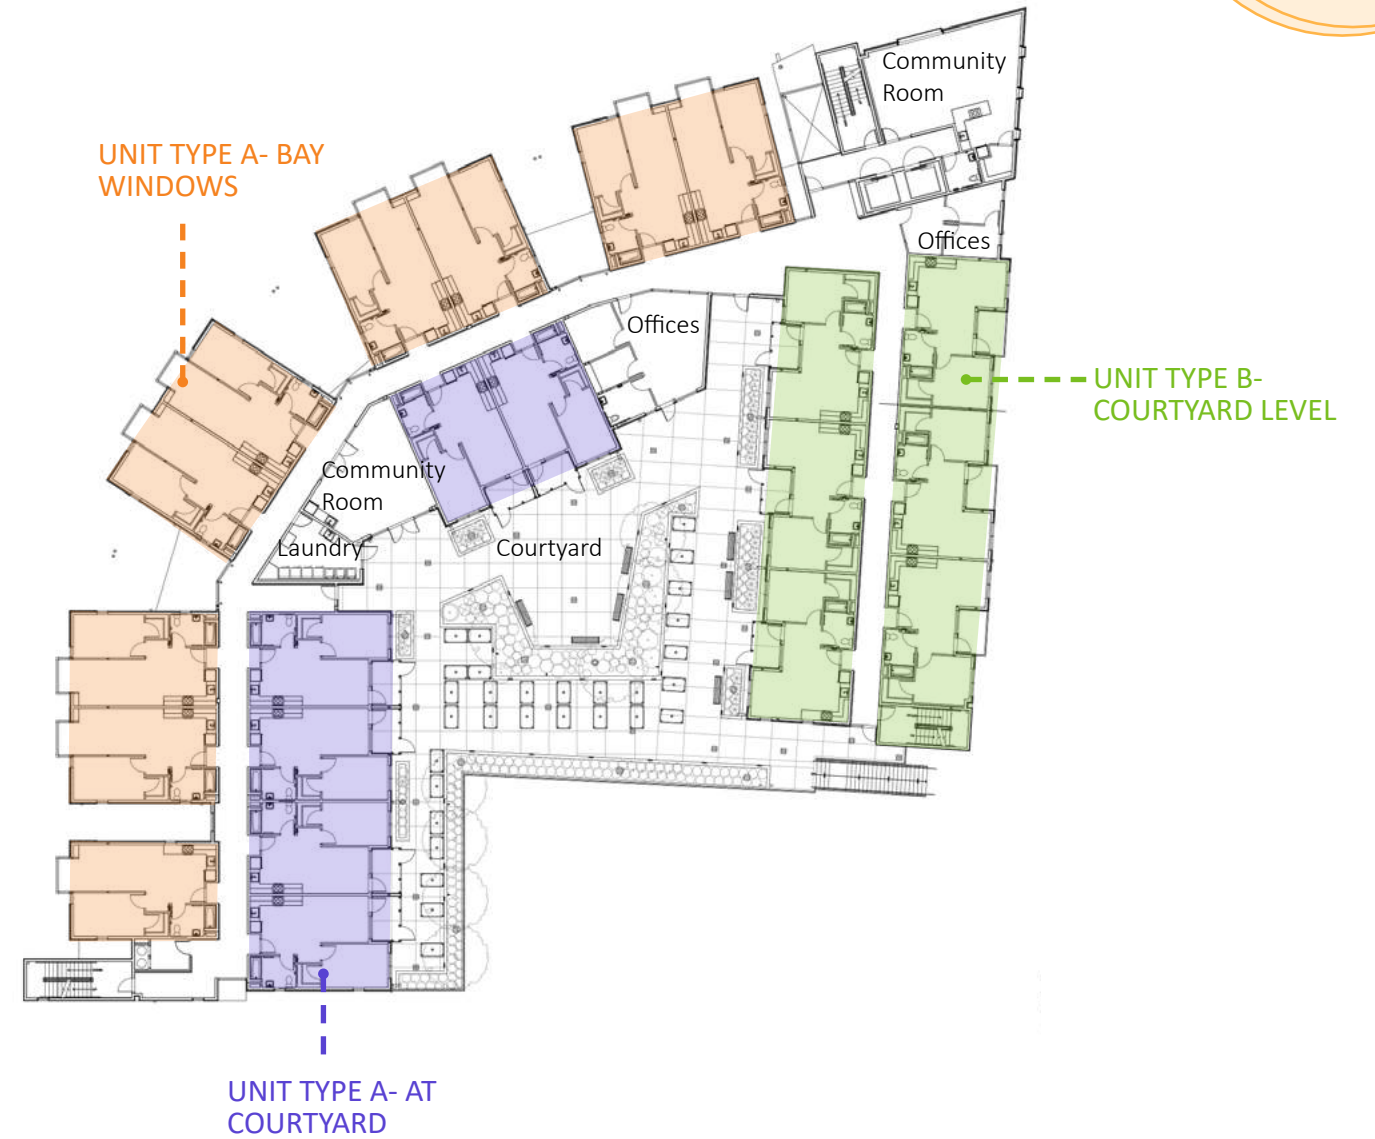 Community
Room
UNIT TYPE A- BAY
WINDOWS
Offices
Offices
UNIT TYPE B-
COURTYARD LEVEL
Community
Room
Laundry
Courtyard
UNIT TYPE A- AT
COURTYARD